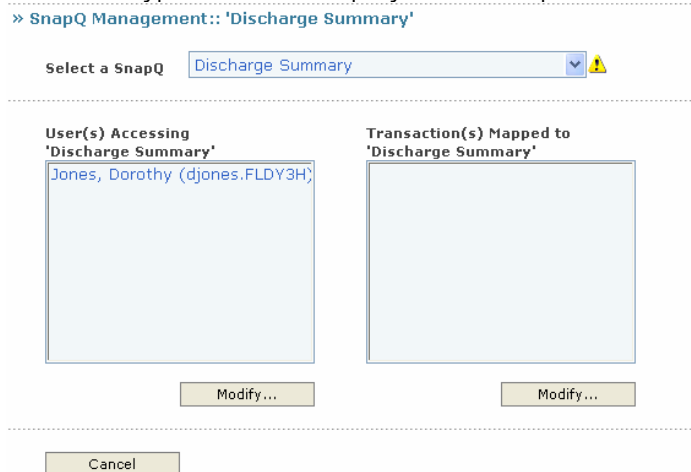 » SnapQ Management:: 'Discharge Summary'
Select a SnapQ Discharge Summary
User(s) Accessing
'Discharge Summary'
Jones, Dorothy (djones.FLDY3H)
Transaction(s) Mapped to
'Discharge Summary'
Modify...
Modify...
Cancel